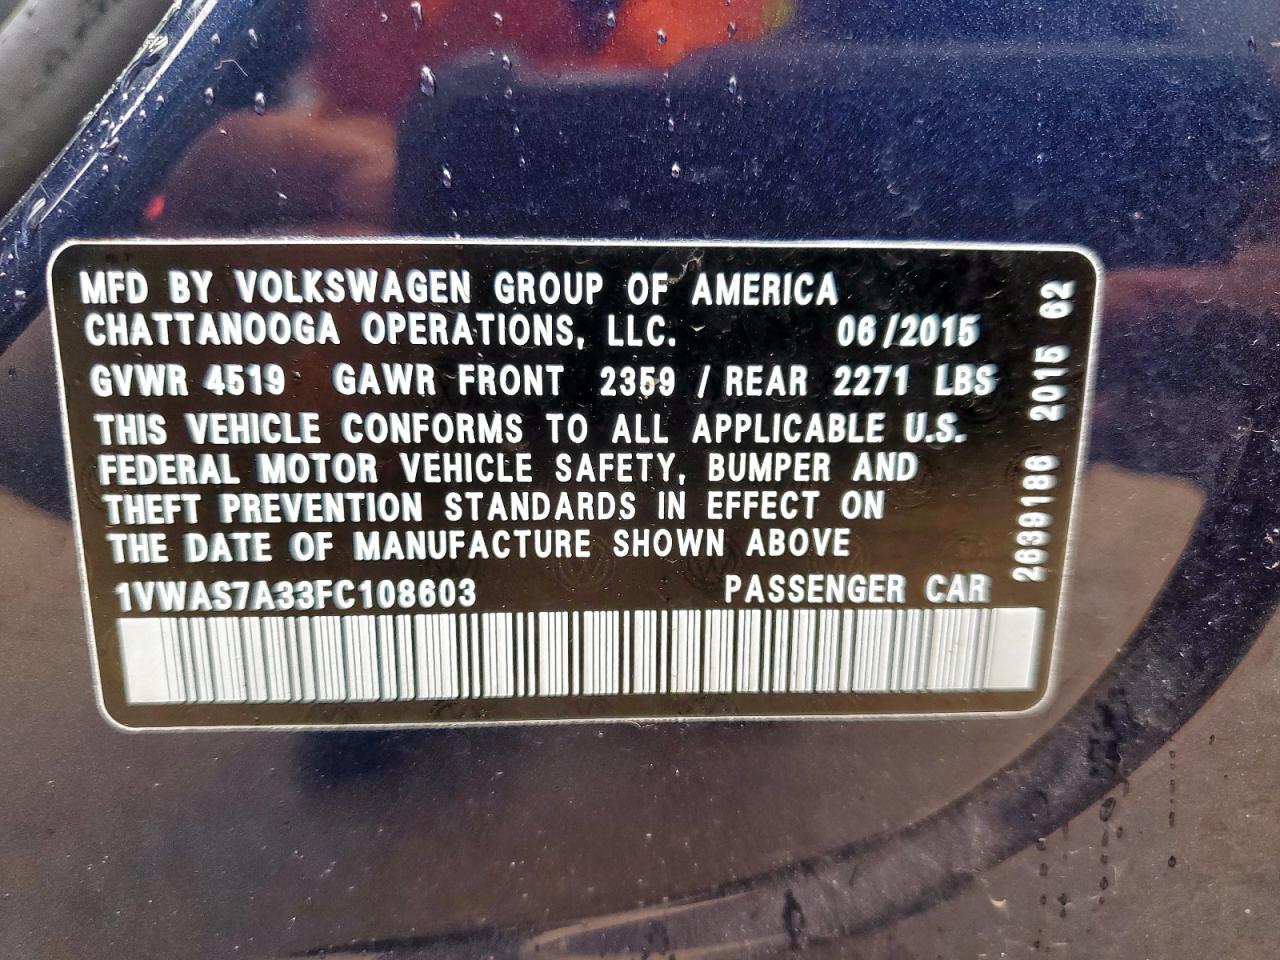 MFD BY VOLKSWAGEN GROUP OF AMERICA
CHATTANOOGA OPERATIONS, LLC. 06/2015
GVWR 4519 GAWR FRONT 2359 / REAR 2271 LBS
THIS VEHICLE CONFORMS TO ALL APPLICABLE U.S.
FEDERAL MOTOR VEHICLE SAFETY, BUMPER AND
THEFT PREVENTION STANDARDS IN EFFECT ON
THE DATE OF MANUFACTURE SHOWN ABOVE
1VWAS7A33FC108603 PASSENGER CAR
2639186 2015 62